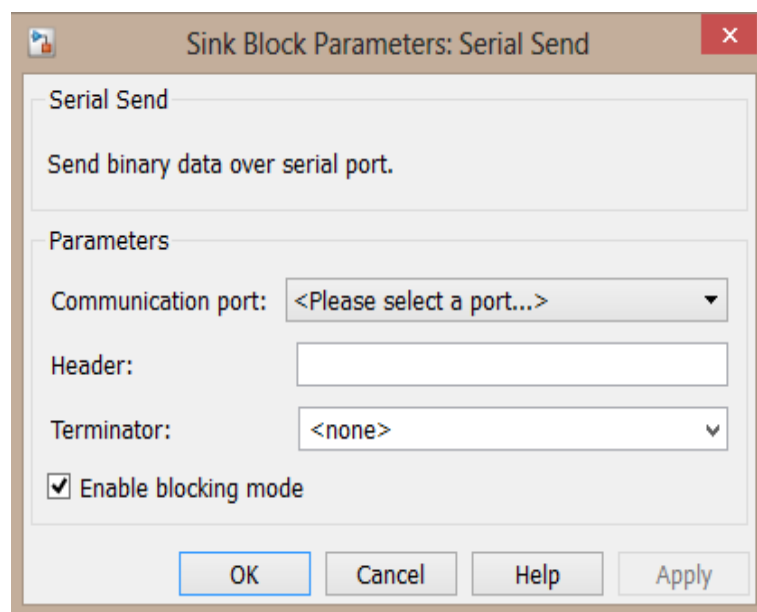 Sink Block Parameters: Serial Send
Serial Send
Send binary data over serial port.
Parameters
Communication port: <Please select a port...>
Header:
Terminator: <none>
Enable blocking mode
OK Cancel Help Apply